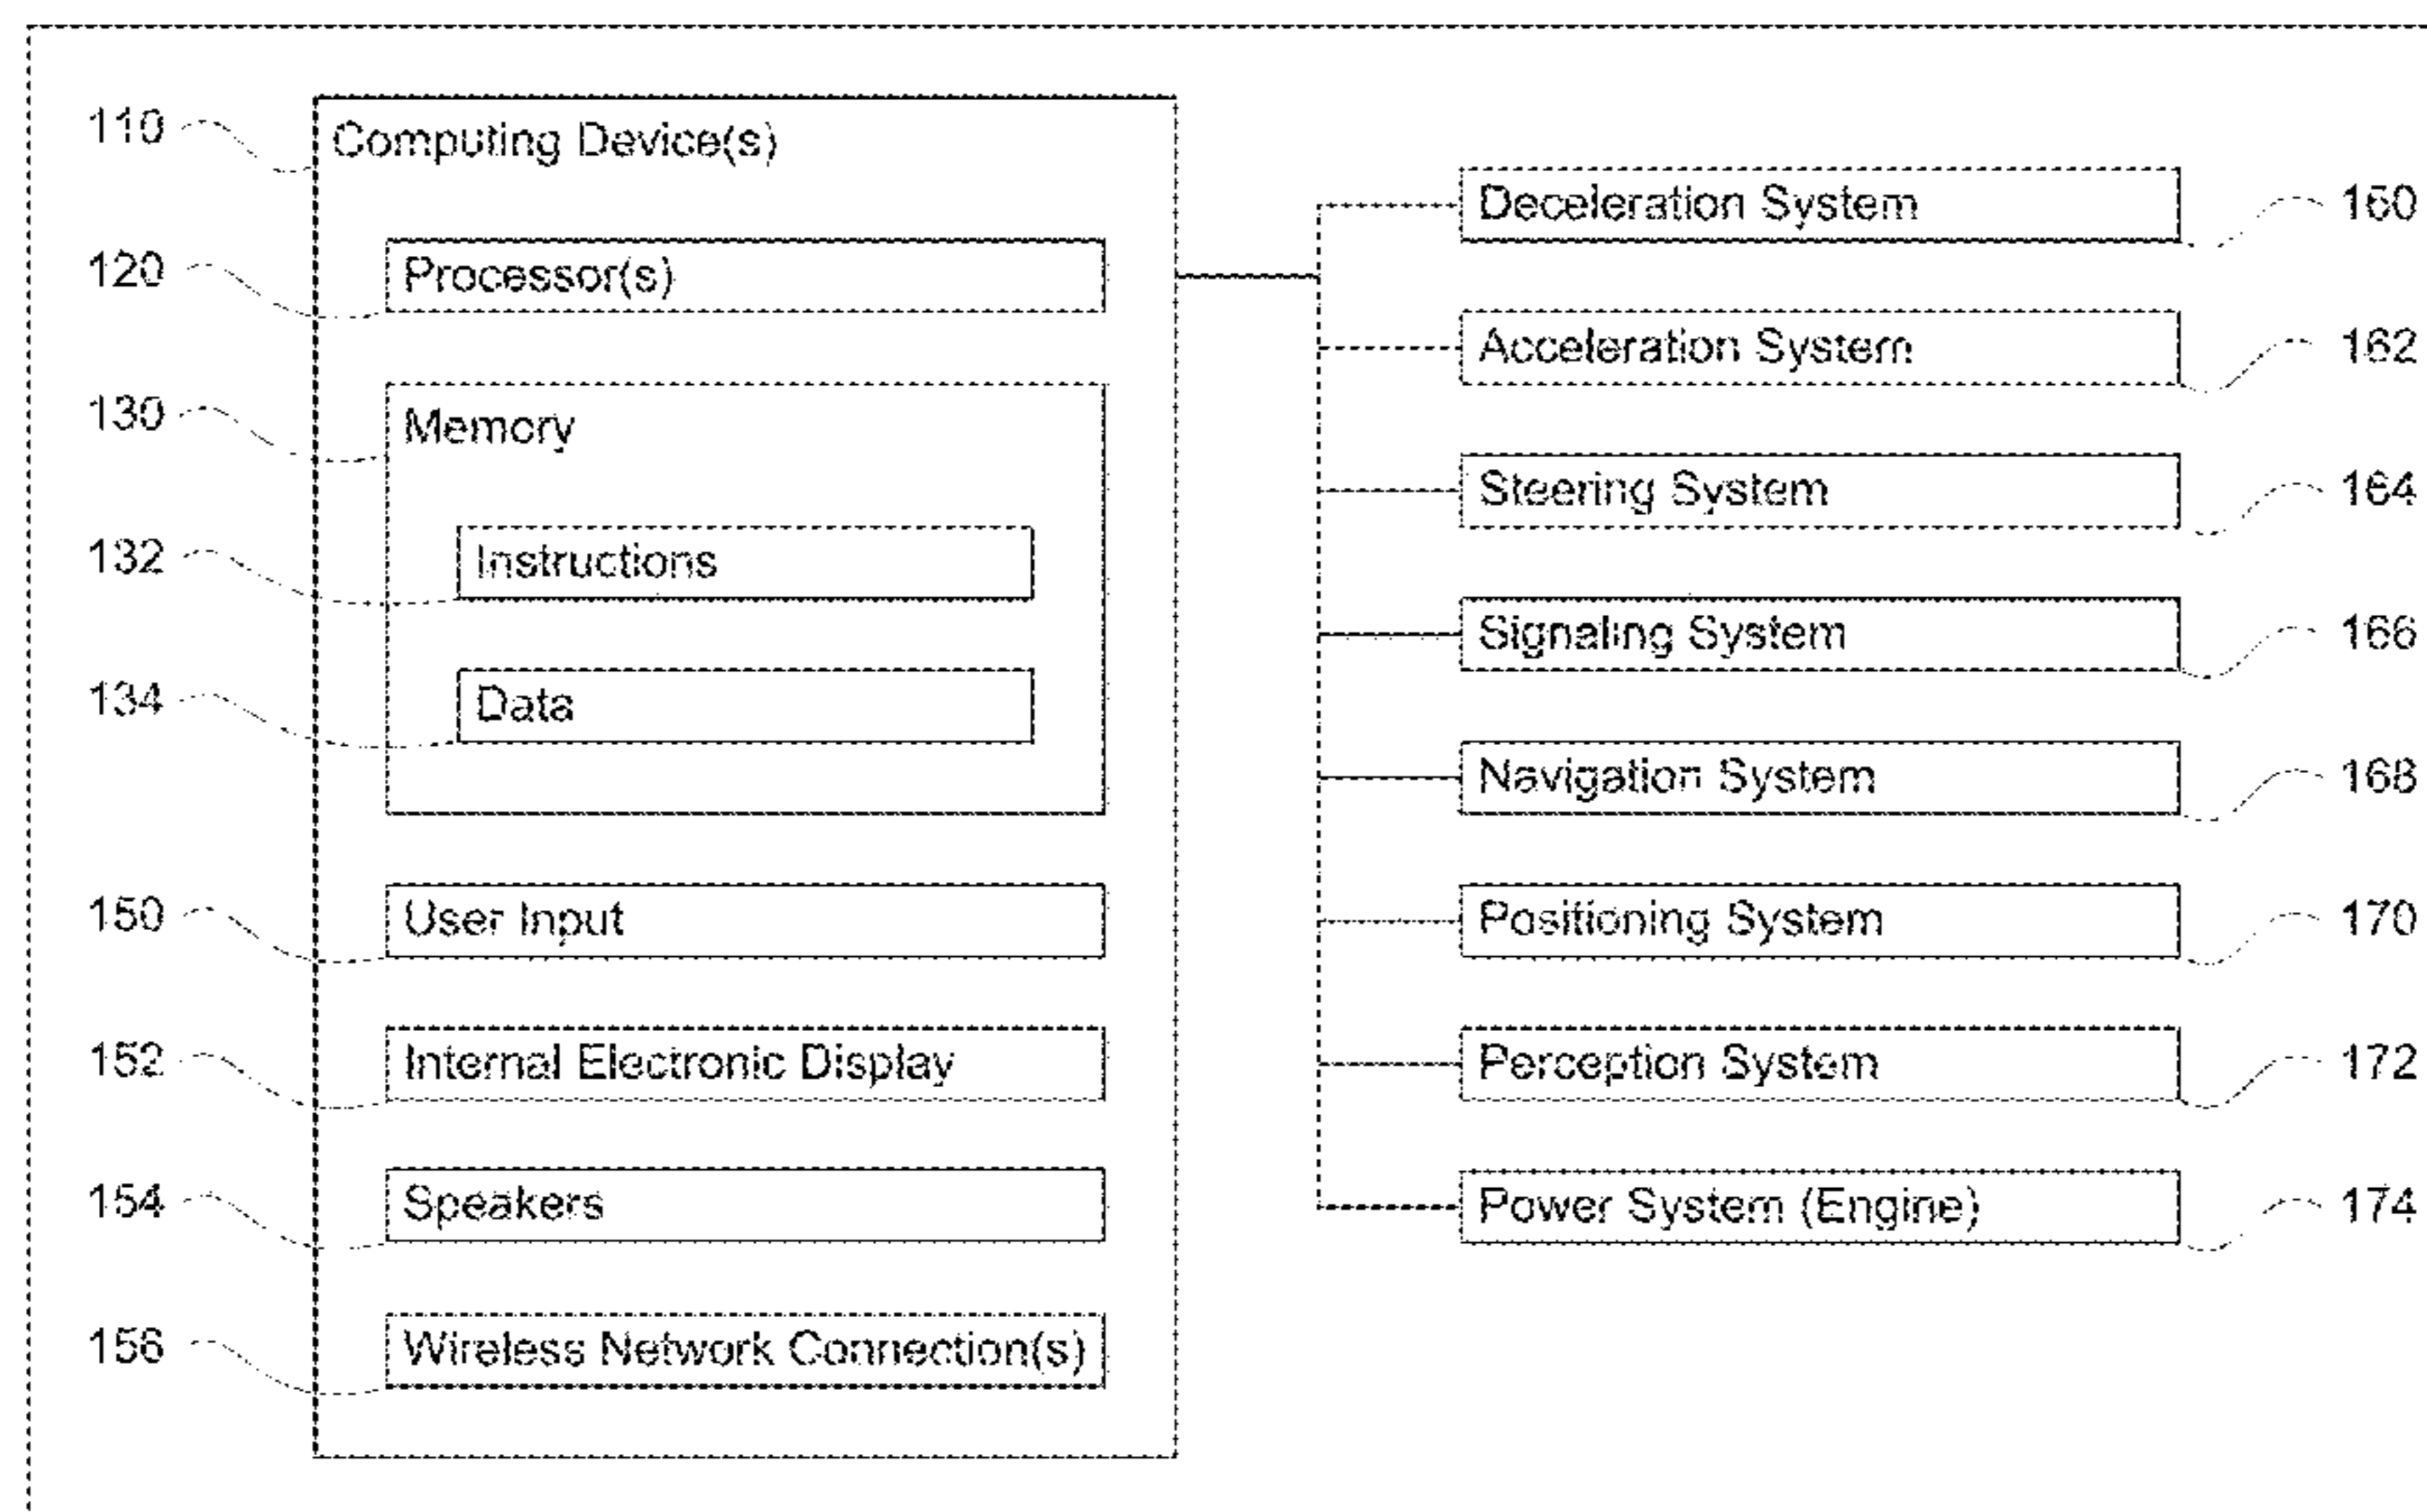 110 Computing Device(s)
120 Processor(s)
130 Memory
132 Instructions
134 Data
150 User Input
152 Internal Electronic Display
154 Speakers
156 Wireless Network Connection(s)
Deceleration System 160
Acceleration System 162
Steering System 164
Signaling System 166
Navigation System 168
Positioning System 170
Perception System 172
Power System (Engine) 174